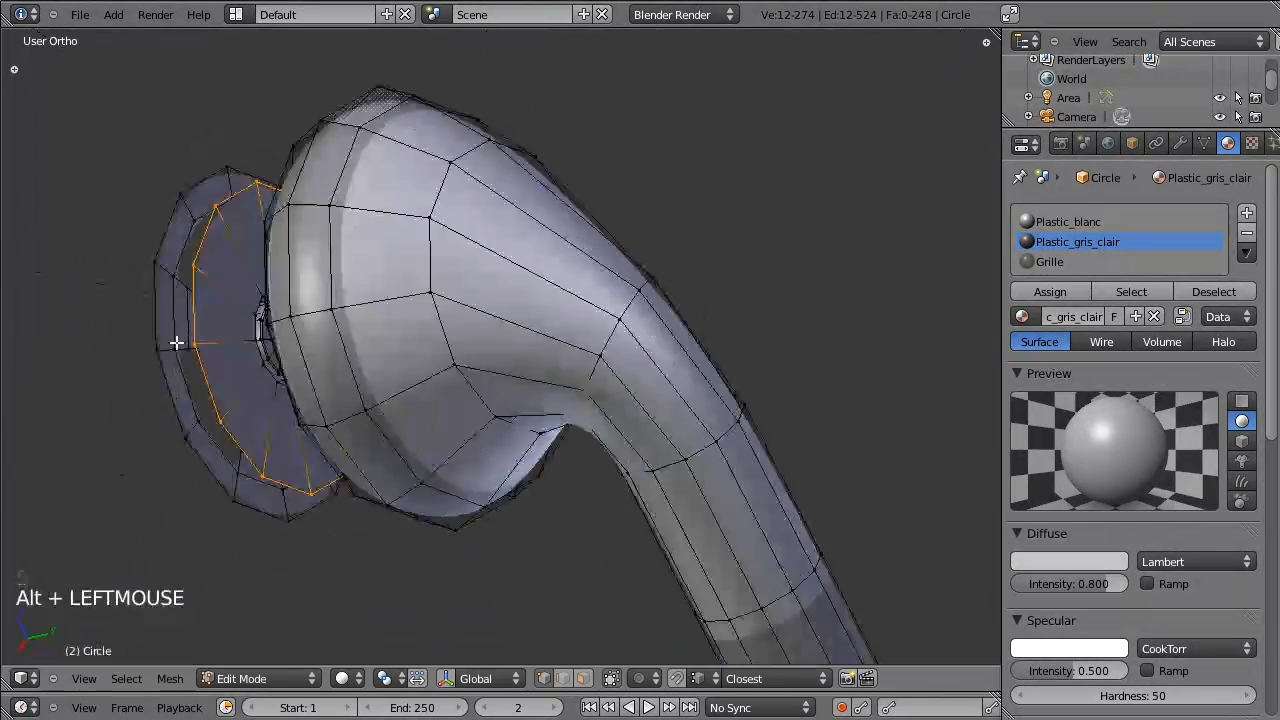 File Add Render Help Default Scene Blender Render Ve:12-274 | Ed:12-524 | Fa:0-248 | Circle
User Ortho
View Search All Scenes
RenderLayers
World
Area
Camera
Circle Plastic_gris_clair
Plastic_blanc
Plastic_gris_clair
Grille
Assign Select Deselect
c_gris_clair F Data
Surface Wire Volume Halo
Preview
Diffuse
Lambert
Intensity: 0.800 Ramp
Specular
CookTorr
Intensity: 0.500 Ramp
Hardness: 50
Alt + LEFTMOUSE
(2) Circle
View Select Mesh Edit Mode Global Closest
View Frame Playback Start: 1 End: 250 2 No Sync